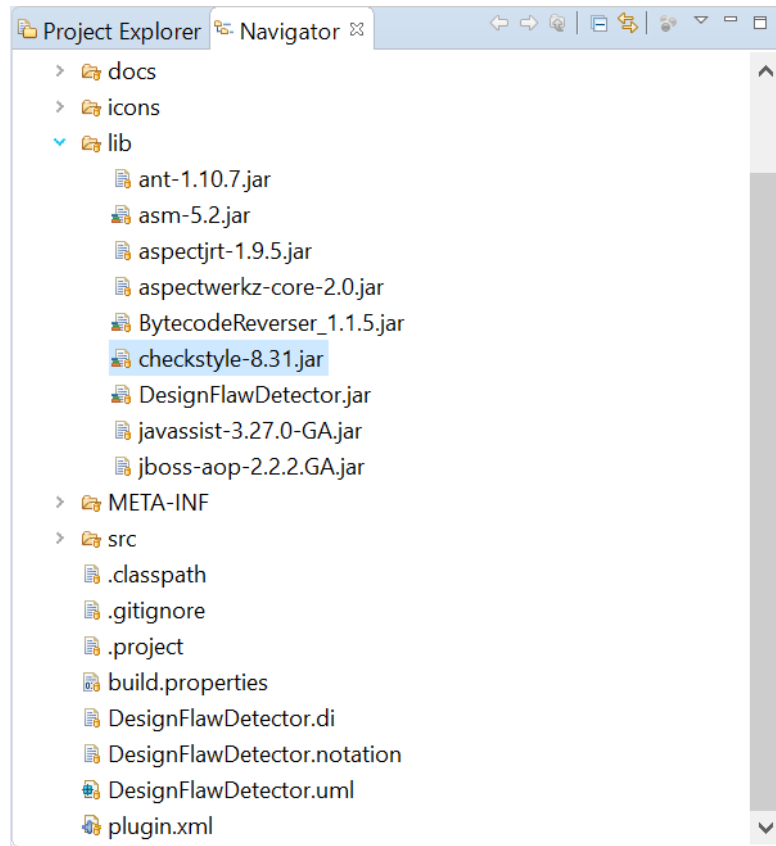 Project Explorer Navigator
docs
icons
lib
ant-1.10.7.jar
asm-5.2.jar
aspectjrt-1.9.5.jar
aspectwerkz-core-2.0.jar
BytecodeReverser_1.1.5.jar
checkstyle-8.31.jar
DesignFlawDetector.jar
javassist-3.27.0-GA.jar
jboss-aop-2.2.2.GA.jar
META-INF
src
.classpath
.gitignore
.project
build.properties
DesignFlawDetector.di
DesignFlawDetector.notation
DesignFlawDetector.uml
plugin.xml